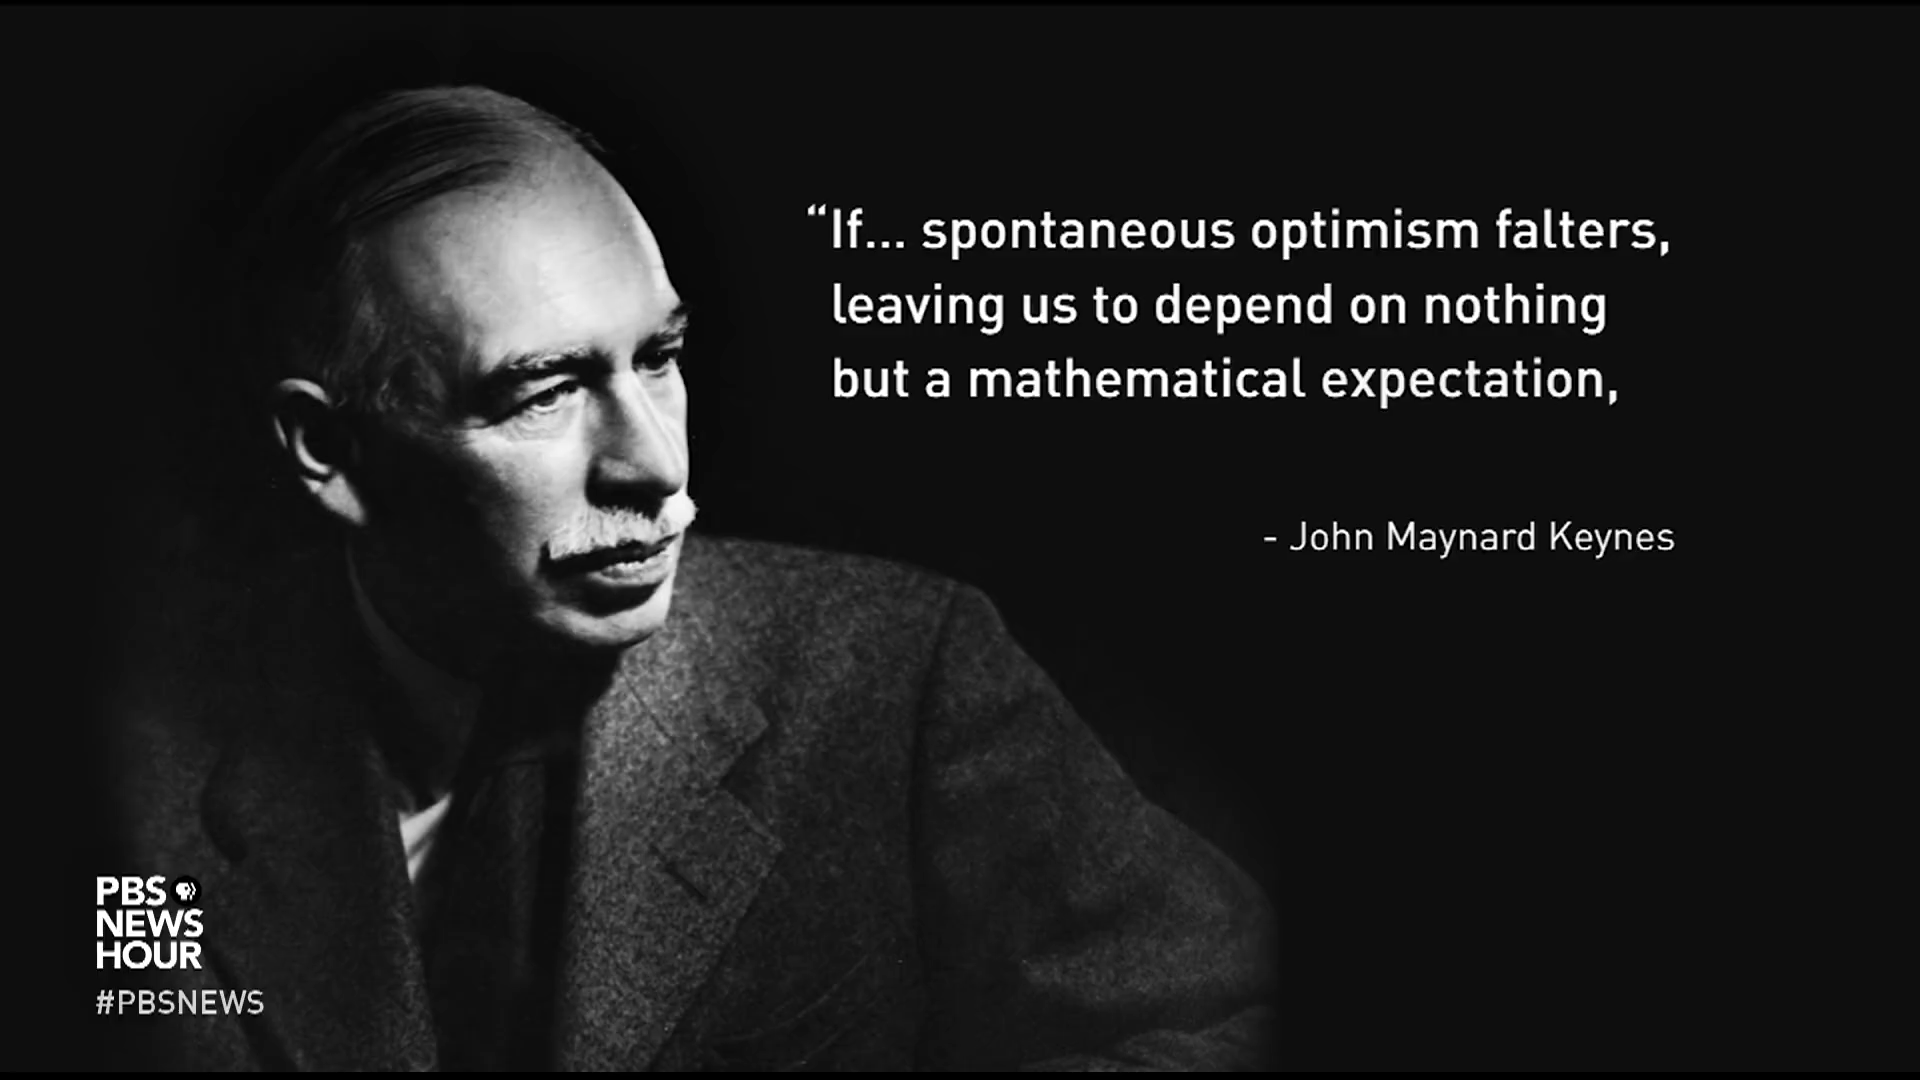 “If... spontaneous optimism falters,
leaving us to depend on nothing
but a mathematical expectation,
- John Maynard Keynes
PBS
NEWS
HOUR
#PBSNEWS